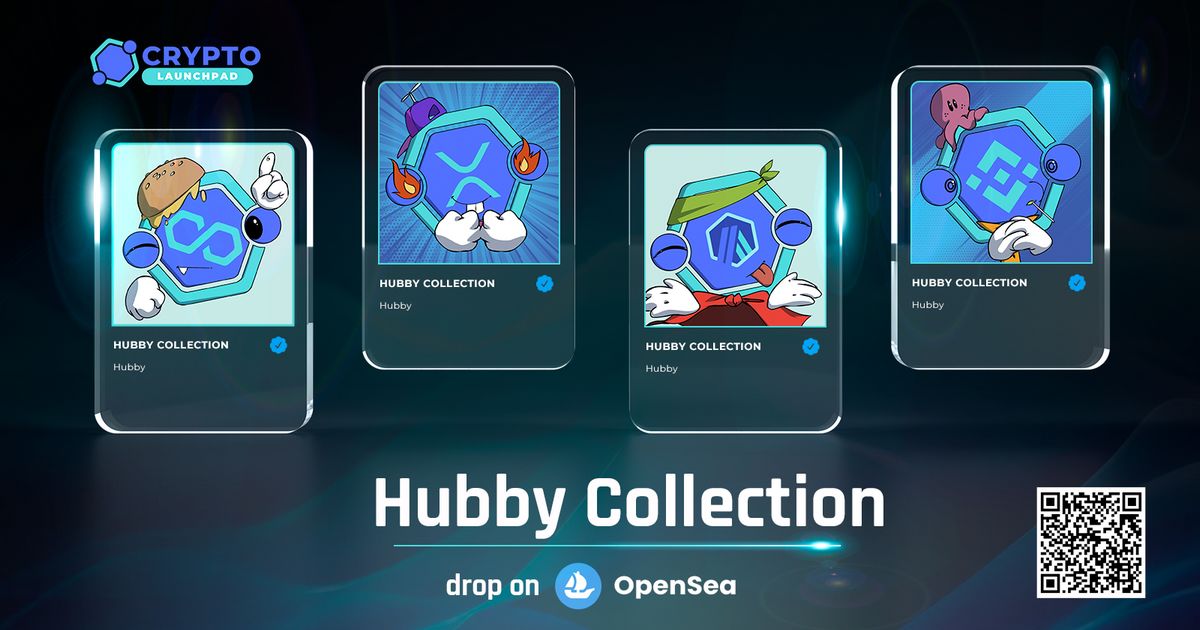 CRYPTO
LAUNCHPAD
HUBBY COLLECTION
Hubby
HUBBY COLLECTION
Hubby
HUBBY COLLECTION
Hubby
HUBBY COLLECTION
Hubby
Hubby Collection
drop on OpenSea